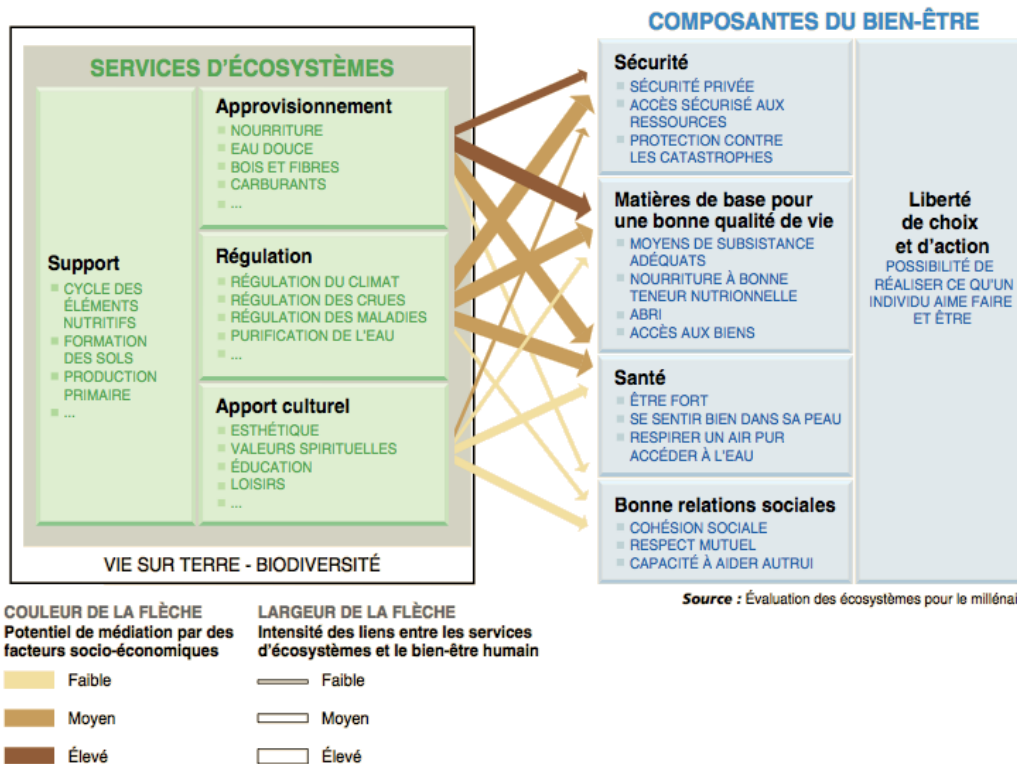 SERVICES D'ÉCOSYSTÈMES
Support
CYCLE DES
ÉLÉMENTS
NUTRITIFS
FORMATION
DES SOLS
PRODUCTION
PRIMAIRE
...
Approvisionnement
NOURRITURE
EAU DOUCE
BOIS ET FIBRES
CARBURANTS
...
Régulation
RÉGULATION DU CLIMAT
RÉGULATION DES CRUES
RÉGULATION DES MALADIES
PURIFICATION DE L'EAU
...
Apport culturel
ESTHÉTIQUE
VALEURS SPIRITUELLES
ÉDUCATION
LOISIRS
...
VIE SUR TERRE - BIODIVERSITÉ
COMPOSANTES DU BIEN-ÊTRE
Sécurité
SÉCURITÉ PRIVÉE
ACCÈS SÉCURISÉ AUX
RESSOURCES
PROTECTION CONTRE
LES CATASTROPHES
Matières de base pour
une bonne qualité de vie
MOYENS DE SUBSISTANCE
ADÉQUATS
NOURRITURE À BONNE
TENEUR NUTRIONNELLE
ABRI
ACCÈS AUX BIENS
Santé
ÊTRE FORT
SE SENTIR BIEN DANS SA PEAU
RESPIRER UN AIR PUR
ACCÉDER À L'EAU
Bonne relations sociales
COHÉSION SOCIALE
RESPECT MUTUEL
CAPACITÉ À AIDER AUTRUI
Liberté
de choix
et d'action
POSSIBILITÉ DE
RÉALISER CE QU'UN
INDIVIDU AIME FAIRE
ET ÊTRE
Source : Évaluation des écosystèmes pour le millénai
COULEUR DE LA FLÈCHE
Potentiel de médiation par des
facteurs socio-économiques
Faible
Moyen
Élevé
LARGEUR DE LA FLÈCHE
Intensité des liens entre les services
d'écosystèmes et le bien-être humain
Faible
Moyen
Élevé